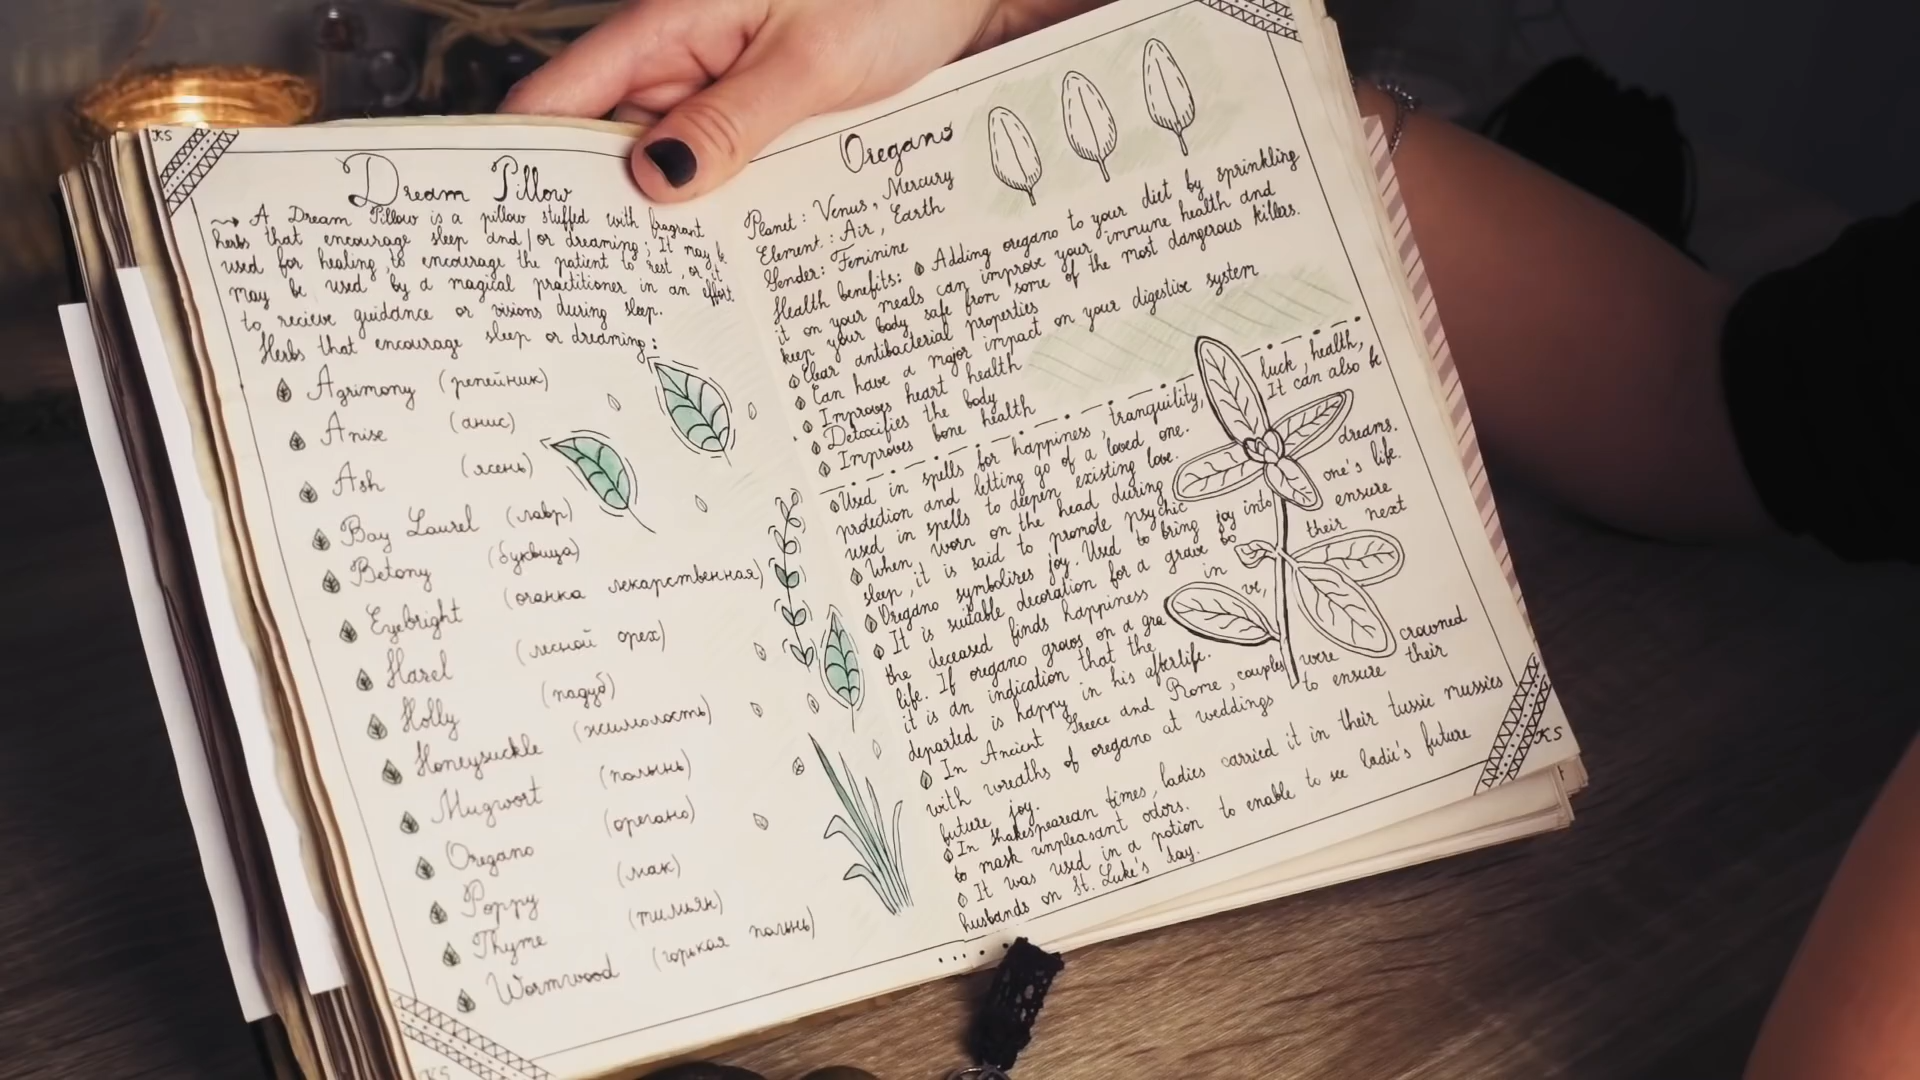 KS
Dream Pillow
A Dream Pillow is a pillow stuffed with fragrant
herbs that encourage sleep and/or dreaming; It may be
used for healing, to encourage the patient to rest, or it
may be used by a magical practitioner in an effort
to recieve guidance or visions during sleep.
Herbs that encourage sleep or dreaming:
Agrimony (репейник)
Anise (анис)
Ash (ясень)
Bay Laurel (лавр)
Betony (буквица)
Eyebright (очанка лекарственная)
Hazel (лесной орех)
Holly (падуб)
Honeysuckle (жимолость)
Mugwort (полынь)
Oregano (орегано)
Poppy (мак)
Thyme (тимьян)
Wormwood (горькая полынь)
KS
Oregano
Planet: Venus, Mercury
Element.: Air, Earth
Gender: Feminine
Health benefits: Adding oregano to your diet by sprinkling
it on your meals can improve your immune health and
keep your body safe from some of the most dangerous killers.
Clear antibacterial properties
Can have a major impact on your digestive system
Improves heart health
Detoxifies the body
Improves bone health
Used in spells for happiness, tranquility, luck, health,
protection and letting go of a loved one. It can also be
used in spells to deepen existing love.
When worn on the head during
sleep, it is said to promote psychic dreams.
Oregano symbolizes joy. Used to bring joy into one's life.
It is suitable decoration for a grave to ensure
the deceased finds happiness in their next
life. If oregano grows on a grave,
it is an indication that the
departed is happy in his afterlife.
In Ancient Greece and Rome, couples were crowned
with wreaths of oregano at weddings to ensure their
future joy.
In Shakespearean times, ladies carried it in their tussie mussies
to mask unpleasant odors.
It was used in a potion to enable to see ladie's future
husbands on St. Luke's day.
KS